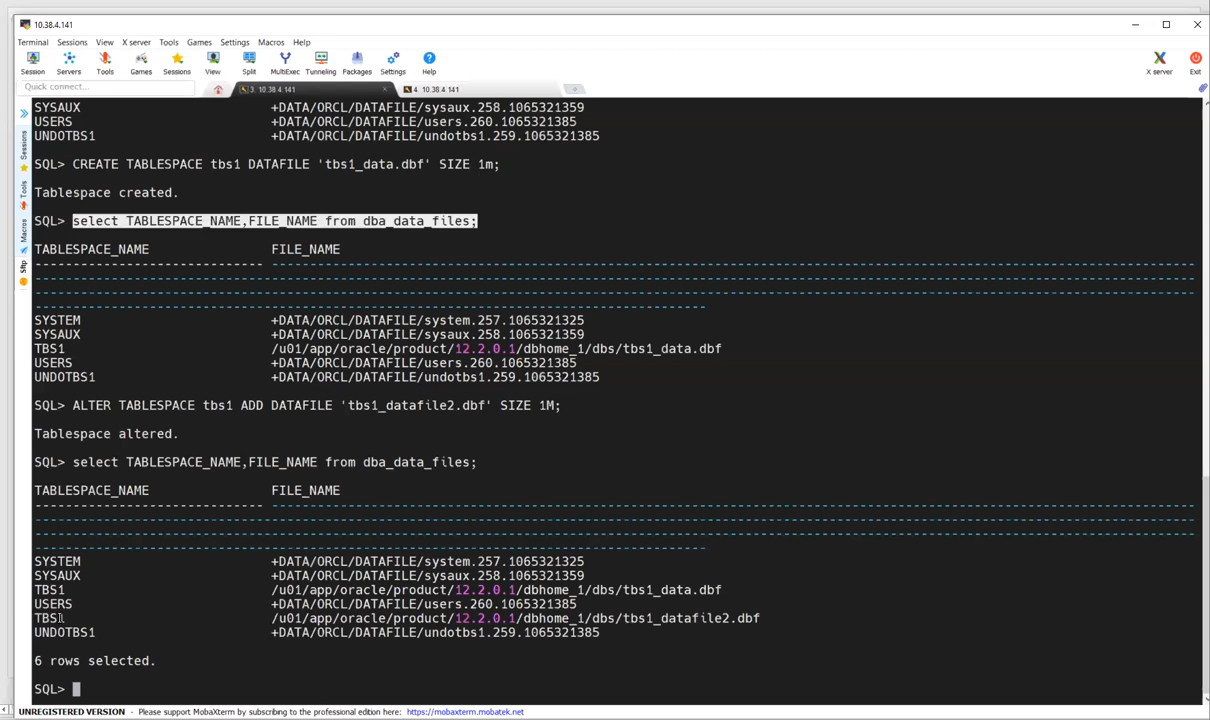 10.38.4.141
Terminal Sessions View X server Tools Games Settings Macros Help
Session Servers Tools Games Sessions View Split MultiExec Tunneling Packages Settings Help X server Exit
Quick connect... 3. 10.38.4.141 4. 10.38.4.141
Sessions
Tools
Macros
Sftp
SYSAUX +DATA/ORCL/DATAFILE/sysaux.258.1065321359
USERS +DATA/ORCL/DATAFILE/users.260.1065321385
UNDOTBS1 +DATA/ORCL/DATAFILE/undotbs1.259.1065321385
SQL> CREATE TABLESPACE tbs1 DATAFILE 'tbs1_data.dbf' SIZE 1m;
Tablespace created.
SQL> select TABLESPACE_NAME,FILE_NAME from dba_data_files;
TABLESPACE_NAME FILE_NAME
SYSTEM +DATA/ORCL/DATAFILE/system.257.1065321325
SYSAUX +DATA/ORCL/DATAFILE/sysaux.258.1065321359
TBS1 /u01/app/oracle/product/12.2.0.1/dbhome_1/dbs/tbs1_data.dbf
USERS +DATA/ORCL/DATAFILE/users.260.1065321385
UNDOTBS1 +DATA/ORCL/DATAFILE/undotbs1.259.1065321385
SQL> ALTER TABLESPACE tbs1 ADD DATAFILE 'tbs1_datafile2.dbf' SIZE 1M;
Tablespace altered.
SQL> select TABLESPACE_NAME,FILE_NAME from dba_data_files;
TABLESPACE_NAME FILE_NAME
SYSTEM +DATA/ORCL/DATAFILE/system.257.1065321325
SYSAUX +DATA/ORCL/DATAFILE/sysaux.258.1065321359
TBS1 /u01/app/oracle/product/12.2.0.1/dbhome_1/dbs/tbs1_data.dbf
USERS +DATA/ORCL/DATAFILE/users.260.1065321385
TBS1 /u01/app/oracle/product/12.2.0.1/dbhome_1/dbs/tbs1_datafile2.dbf
UNDOTBS1 +DATA/ORCL/DATAFILE/undotbs1.259.1065321385
6 rows selected.
SQL>
UNREGISTERED VERSION - Please support MobaXterm by subscribing to the professional edition here: https://mobaxterm.mobatek.net